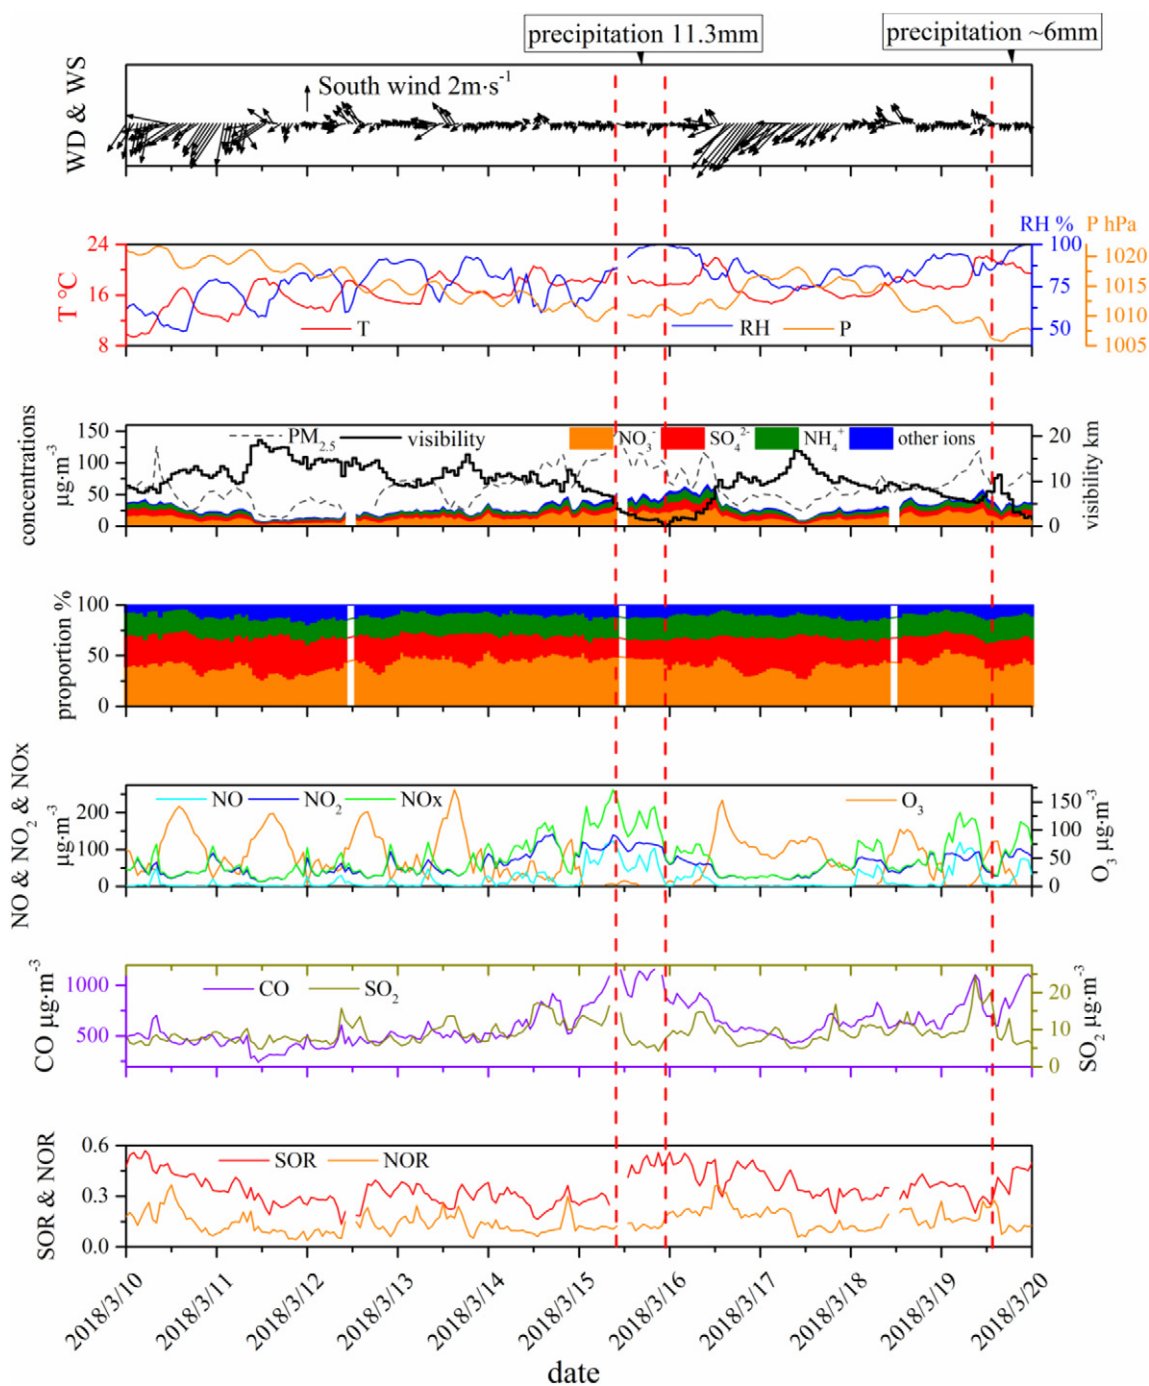 precipitation 11.3mm
precipitation ~6mm
WD & WS
South wind 2m·s⁻¹
RH %
P hPa
T °C
24
16
8
100
75
50
1020
1015
1010
1005
T
RH
P
concentrations
µg·m⁻³
150
100
50
0
PM₂.₅
visibility
NO₃⁻
SO₄²⁻
NH₄⁺
other ions
20
10
0
visibility km
proportion %
100
50
0
NO & NO₂ & NOx
µg·m⁻³
200
100
0
NO
NO₂
NOx
O₃
150
100
50
0
O₃ µg·m⁻³
CO µg·m⁻³
1000
500
CO
SO₂
20
10
0
SO₂ µg·m⁻³
SOR & NOR
0.6
0.3
0.0
SOR
NOR
2018/3/10
2018/3/11
2018/3/12
2018/3/13
2018/3/14
2018/3/15
2018/3/16
2018/3/17
2018/3/18
2018/3/19
2018/3/20
date